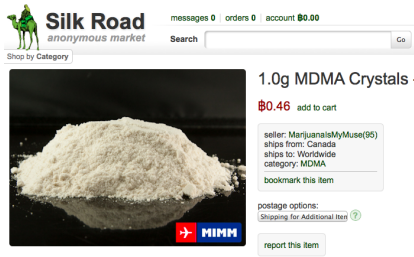 Silk Road
anonymous market
messages 0 | orders 0 | account ฿0.00
Search
Go
Shop by Category
1.0g MDMA Crystals
฿0.46 add to cart
seller: MarijuanaIsMyMuse(95)
ships from: Canada
ships to: Worldwide
category: MDMA
bookmark this item
postage options:
Shipping for Additional Iten
?
report this item
MIMM